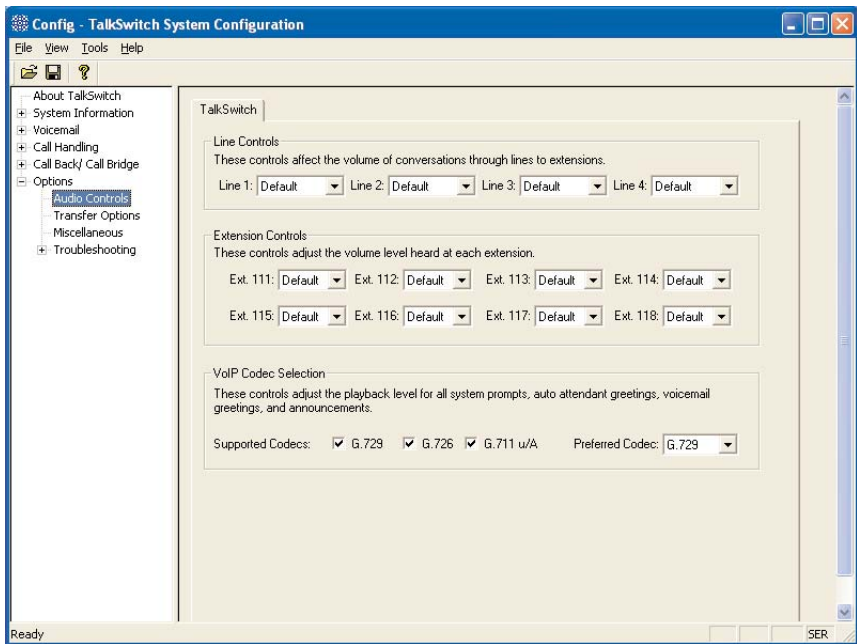 Config - TalkSwitch System Configuration
File View Tools Help
About TalkSwitch
System Information
Voicemail
Call Handling
Call Back/ Call Bridge
Options
Audio Controls
Transfer Options
Miscellaneous
Troubleshooting
TalkSwitch
Line Controls
These controls affect the volume of conversations through lines to extensions.
Line 1: Default Line 2: Default Line 3: Default Line 4: Default
Extension Controls
These controls adjust the volume level heard at each extension.
Ext. 111: Default Ext. 112: Default Ext. 113: Default Ext. 114: Default
Ext. 115: Default Ext. 116: Default Ext. 117: Default Ext. 118: Default
VoIP Codec Selection
These controls adjust the playback level for all system prompts, auto attendant greetings, voicemail
greetings, and announcements.
Supported Codecs: G.729 G.726 G.711 u/A Preferred Codec: G.729
Ready SER